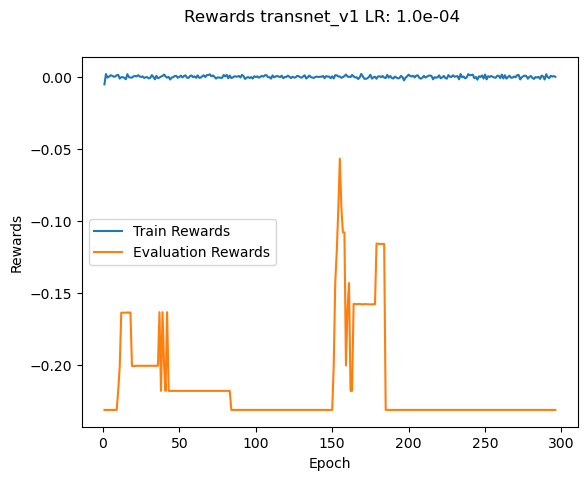 Rewards transnet_v1 LR: 1.0e-04
0.00
−0.05
−0.10
−0.15
−0.20
Rewards
Train Rewards
Evaluation Rewards
0
50
100
150
200
250
300
Epoch